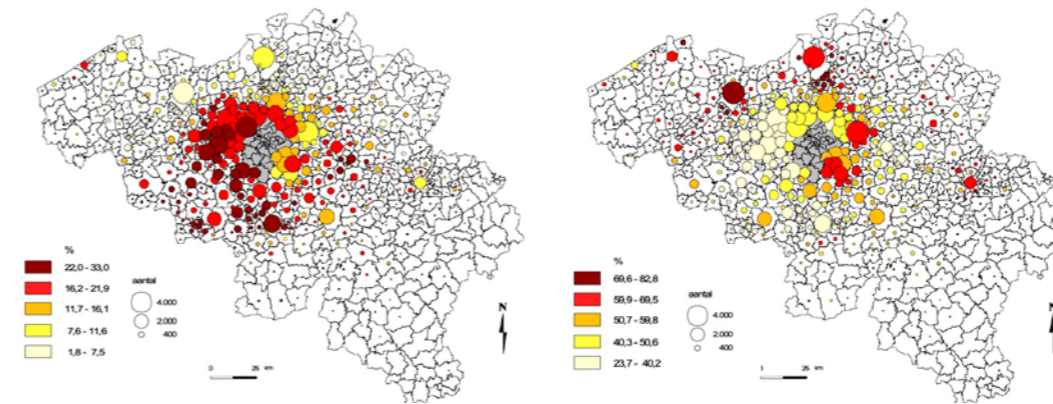 %
22,0 - 33,0
16,2 - 21,9
11,7 - 16,1
7,6 - 11,6
1,8 - 7,5
aantal
4.000
2.000
400
N
0 25 km
%
69,6 - 82,8
59,9 - 69,5
50,7 - 59,8
40,3 - 50,6
23,7 - 40,2
aantal
4.000
2.000
400
N
0 25 km